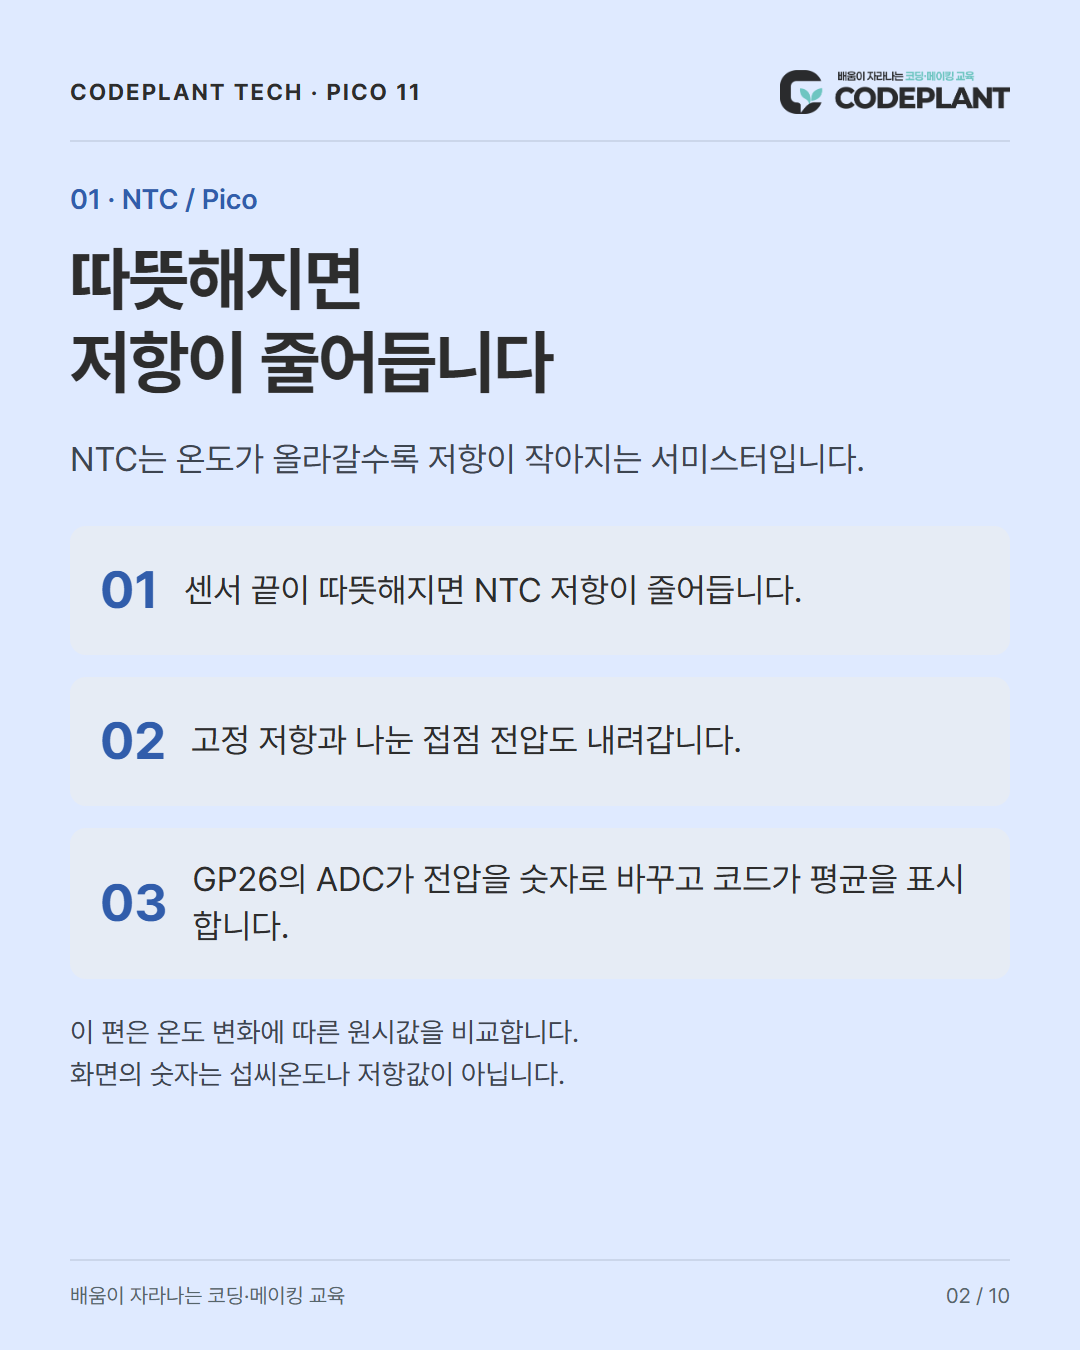 CODEPLANT TECH · PICO 11
배움이 자라나는 코딩·메이킹 교육
CODEPLANT
01 · NTC / Pico
따뜻해지면
저항이 줄어듭니다
NTC는 온도가 올라갈수록 저항이 작아지는 서미스터입니다.
01 센서 끝이 따뜻해지면 NTC 저항이 줄어듭니다.
02 고정 저항과 나눈 접점 전압도 내려갑니다.
03 GP26의 ADC가 전압을 숫자로 바꾸고 코드가 평균을 표시
합니다.
이 편은 온도 변화에 따른 원시값을 비교합니다.
화면의 숫자는 섭씨온도나 저항값이 아닙니다.
배움이 자라나는 코딩·메이킹 교육
02 / 10